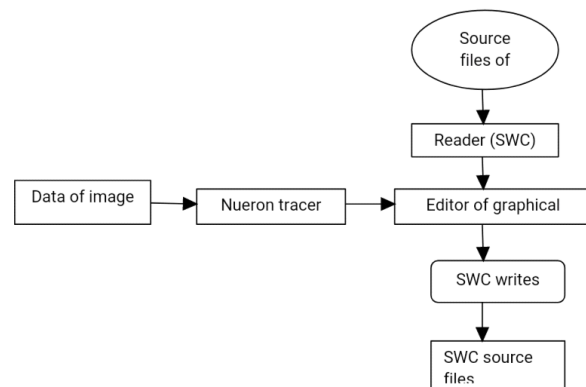 Source
files of
Reader (SWC)
Data of image
Nueron tracer
Editor of graphical
SWC writes
SWC source
files